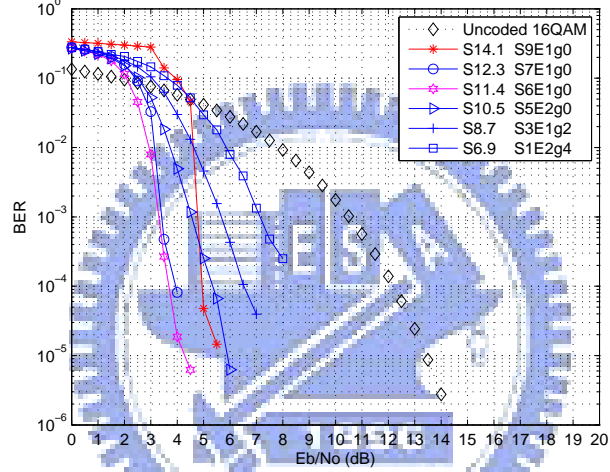 10^0
10^-1
10^-2
10^-3
10^-4
10^-5
10^-6
BER
Uncoded 16QAM
S14.1 S9E1g0
S12.3 S7E1g0
S11.4 S6E1g0
S10.5 S5E2g0
S8.7 S3E1g2
S6.9 S1E2g4
0 1 2 3 4 5 6 7 8 9 10 11 12 13 14 15 16 17 18 19 20
Eb/No (dB)